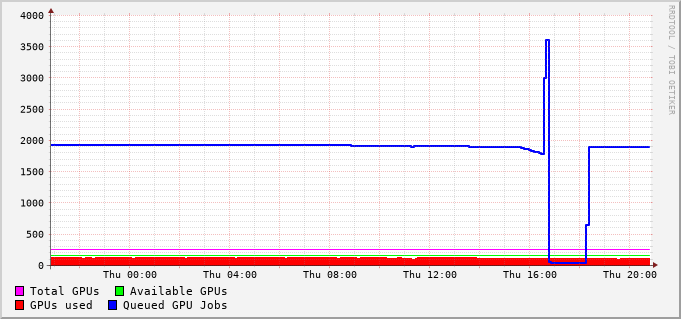 4000
3500
3000
2500
2000
1500
1000
500
0
Thu 00:00 Thu 04:00 Thu 08:00 Thu 12:00 Thu 16:00 Thu 20:00
Total GPUs Available GPUs
GPUs used Queued GPU Jobs
RRDTOOL / TOBI OETIKER